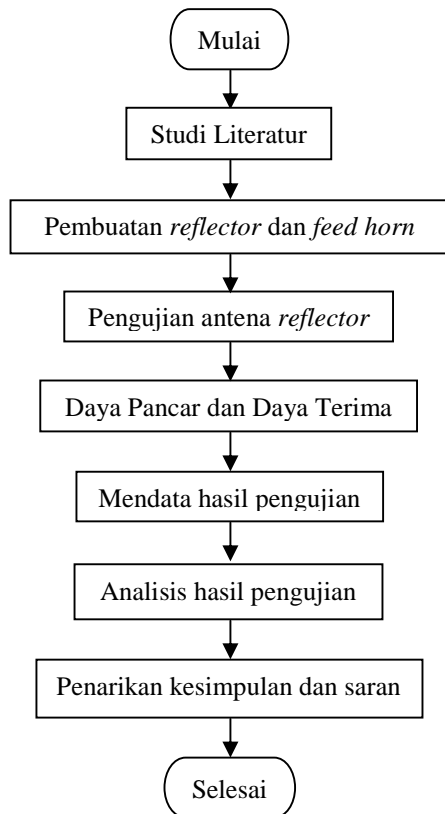 Mulai
Studi Literatur
Pembuatan reflector dan feed horn
Pengujian antena reflector
Daya Pancar dan Daya Terima
Mendata hasil pengujian
Analisis hasil pengujian
Penarikan kesimpulan dan saran
Selesai